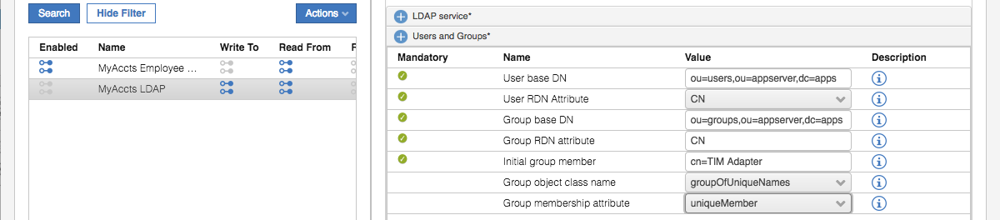 Search
Hide Filter
Actions
Enabled Name Write To Read From F
MyAccts Employee ...
MyAccts LDAP
LDAP service*
Users and Groups*
Mandatory Name Value Description
User base DN ou=users,ou=appserver,dc=apps
User RDN Attribute CN
Group base DN ou=groups,ou=appserver,dc=apps
Group RDN attribute CN
Initial group member cn=TIM Adapter
Group object class name groupOfUniqueNames
Group membership attribute uniqueMember